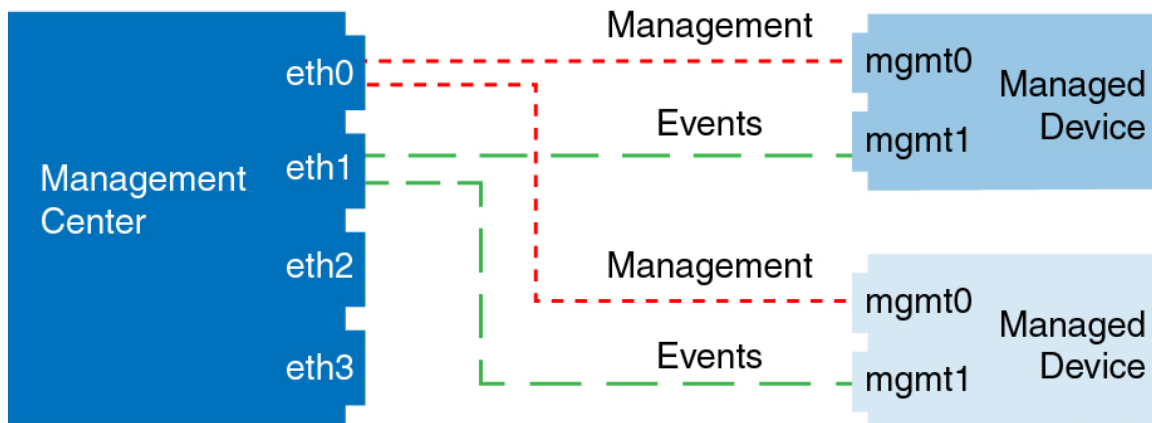 Management
Center
eth0
eth1
eth2
eth3
Management
Events
Management
Events
mgmt0
mgmt1
Managed
Device
mgmt0
mgmt1
Managed
Device